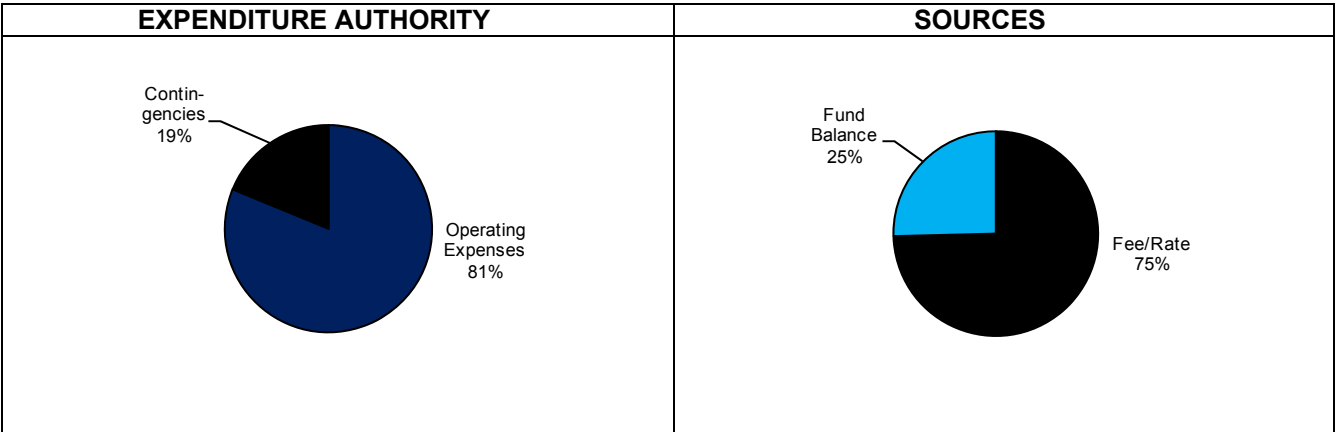 EXPENDITURE AUTHORITY
Contin-
gencies
19%
Operating
Expenses
81%
SOURCES
Fund
Balance
25%
Fee/Rate
75%